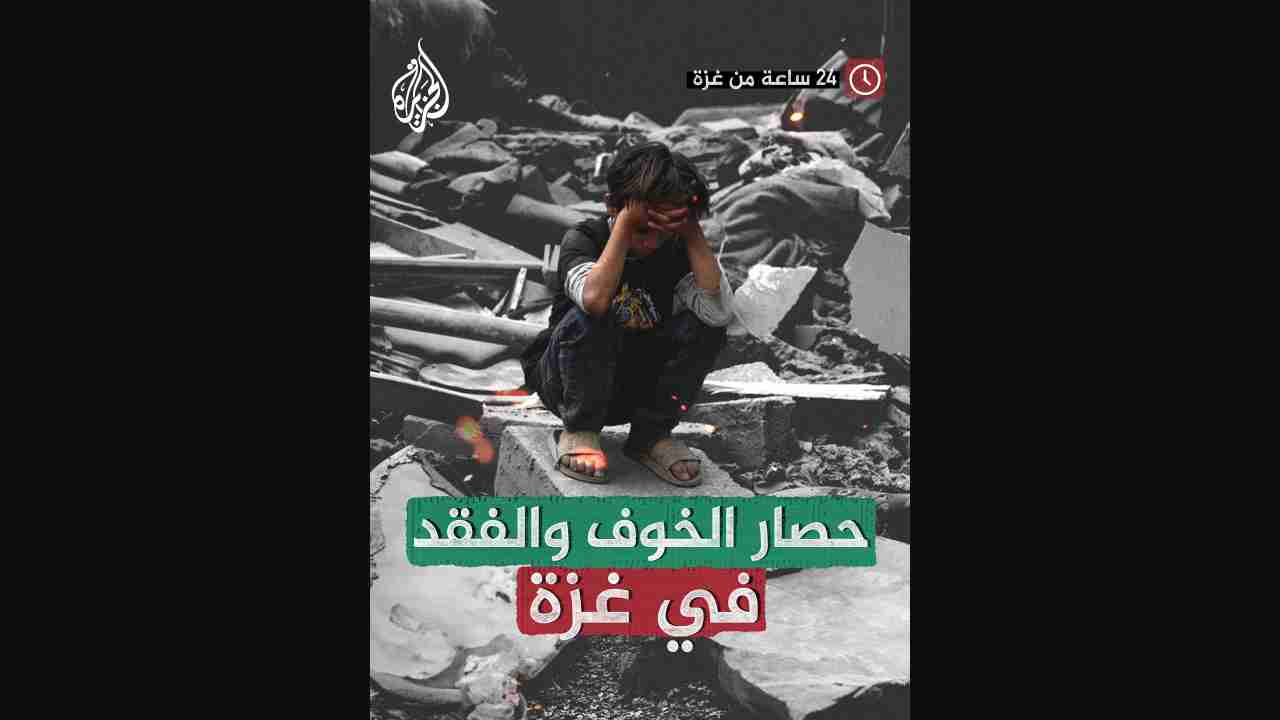 24 ساعة من غزة
الجزيرة
حصار الخوف والفقد
في غزة